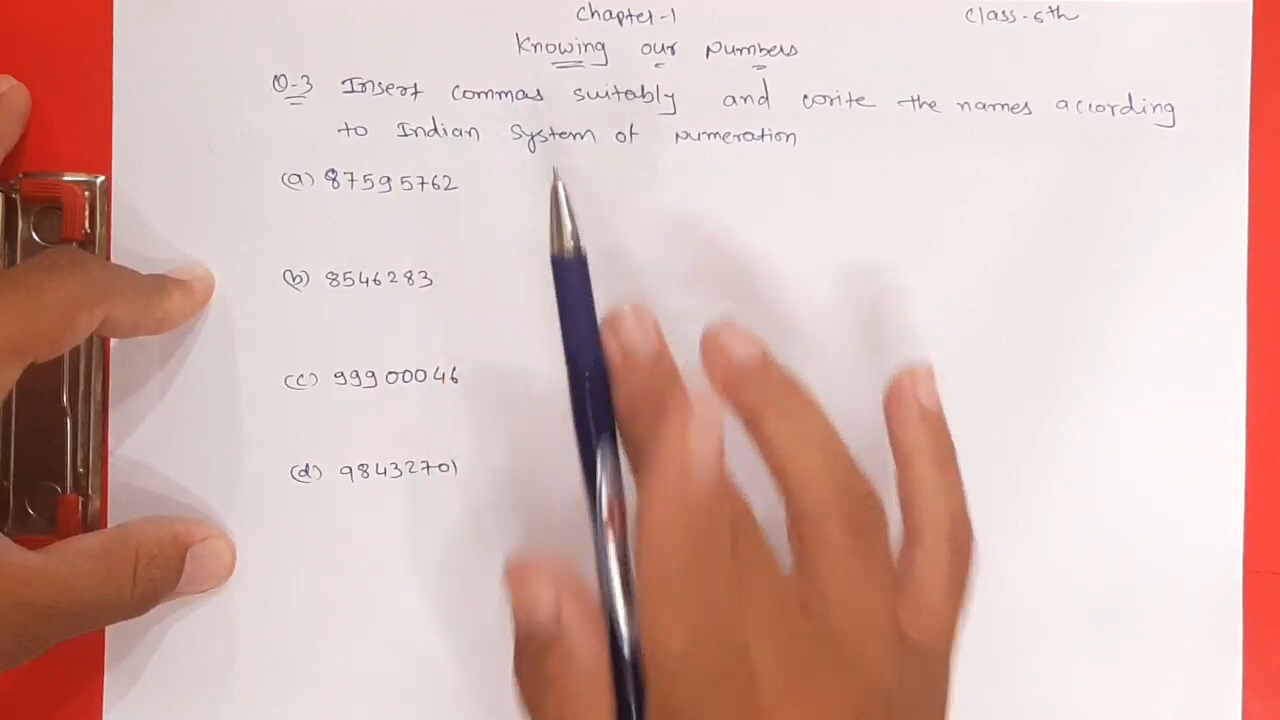 Chapter-1
Class-6th
Knowing our numbers
Q-3 Insert commas suitably and write the names according
to Indian System of numeration
(a) 87595762
(b) 8546283
(c) 99900046
(d) 98432701